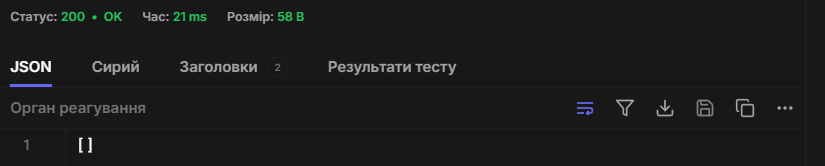 Статус: 200 • OK Час: 21 ms Розмір: 58 B
JSON Сирий Заголовки 2 Результати тесту
Орган реагування
1 []